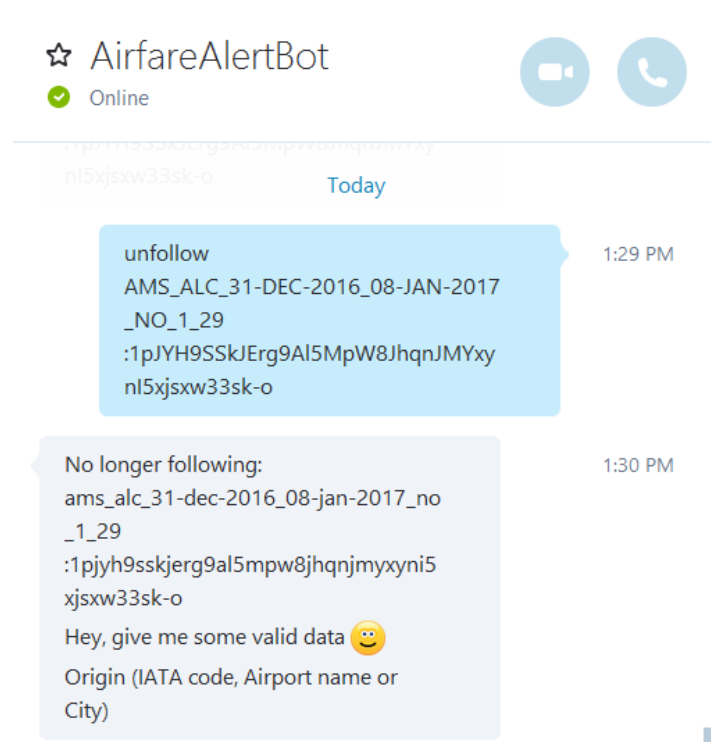 AirfareAlertBot
Online
nI5xjsxw33sk-o
Today
unfollow
1:29 PM
AMS_ALC_31-DEC-2016_08-JAN-2017
_NO_1_29
:1pJYH9SSkJErg9Al5MpW8JhqnJMYxy
nI5xjsxw33sk-o
No longer following:
1:30 PM
ams_alc_31-dec-2016_08-jan-2017_no
_1_29
:1pjyh9sskjerg9al5mpw8jhqnjmyxyni5
xjsxw33sk-o
Hey, give me some valid data
Origin (IATA code, Airport name or
City)